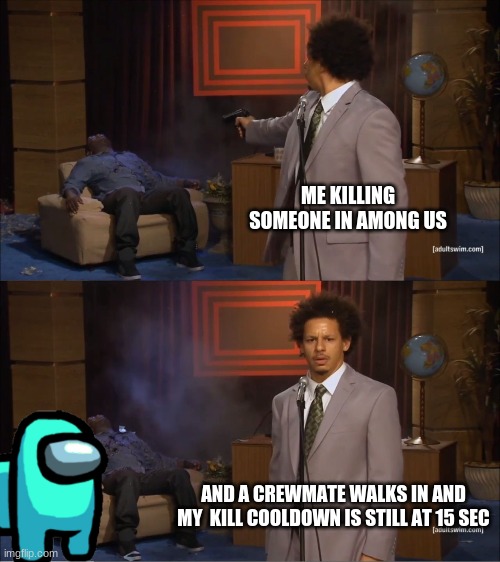 ME KILLING
SOMEONE IN AMONG US
[adultswim.com]
AND A CREWMATE WALKS IN AND
MY KILL COOLDOWN IS STILL AT 15 SEC
[adultswim.com]
imgflip.com